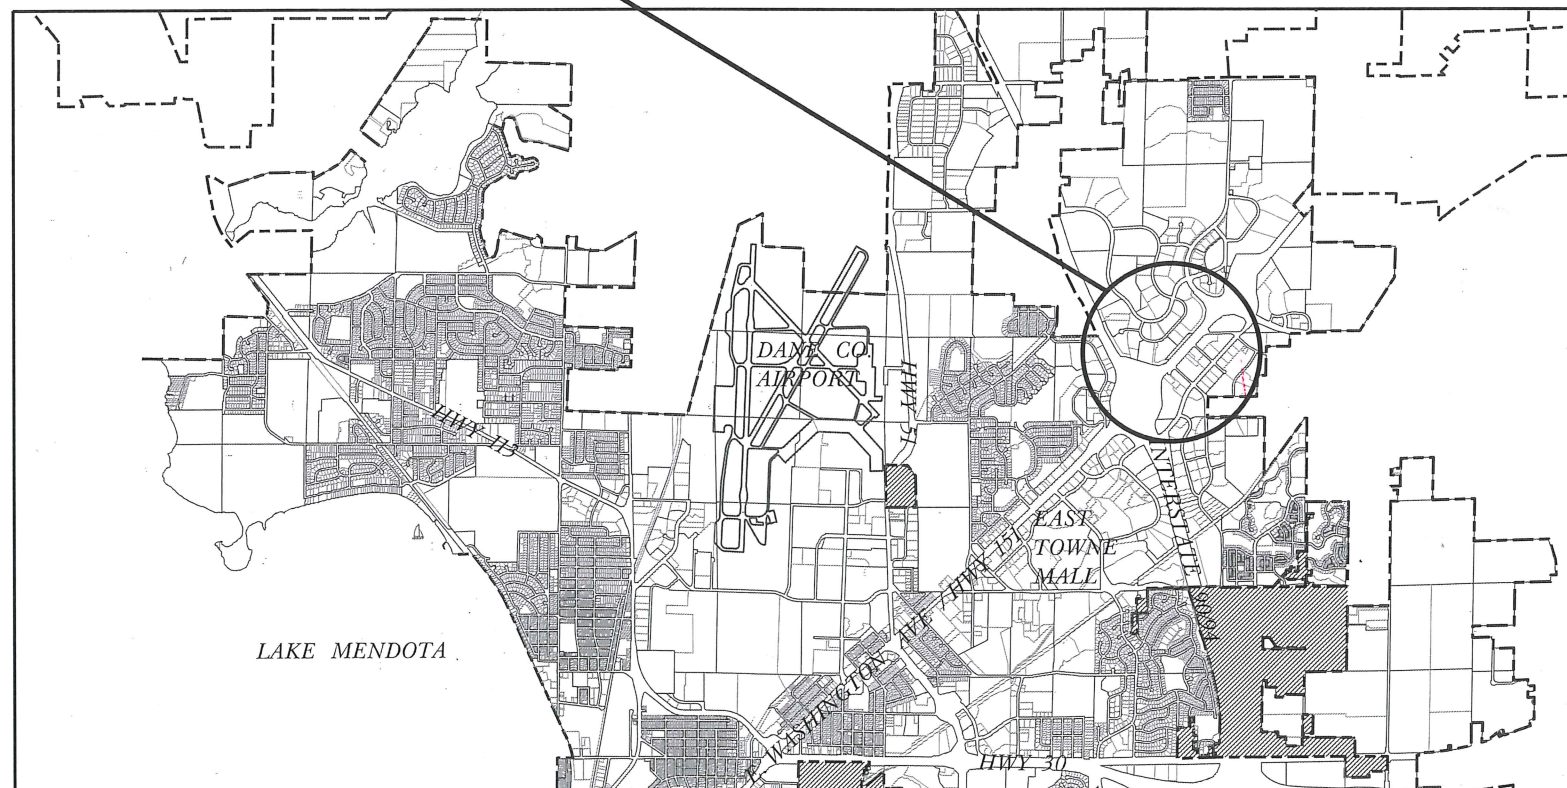 DANE CO.
AIRPORT
HWY 51
HWY 113
EAST
TOWNE
MALL
INTERSTATE 90.94
E. WASHINGTON AVE / HWY 151
LAKE MENDOTA
HWY 30